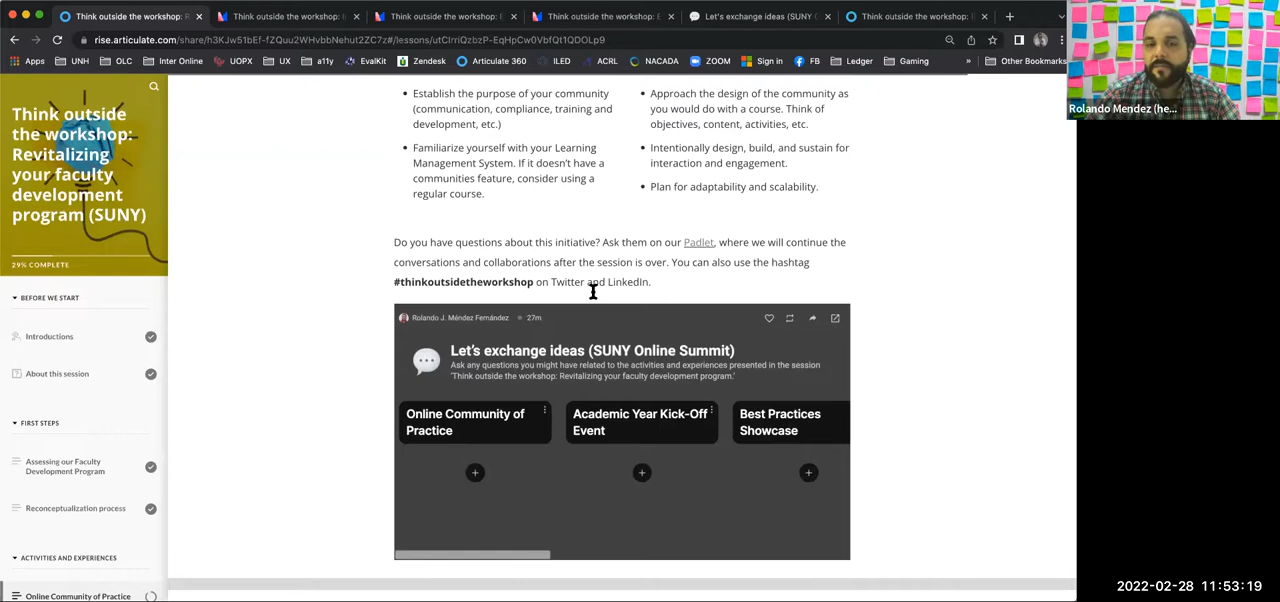 Think outside the workshop: R
Think outside the workshop: I
Think outside the workshop:
Think outside the workshop: E
Let's exchange ideas (SUNY O
Think outside the workshop:
rise.articulate.com/share/h3KJw51bEf-fZQuu2WHvbbNehut2ZC7z#/lessons/utCIrriQzbzP-EqHpCw0VbfQt1QDOLp9
Apps UNH OLC Inter Online UOPX UX a11y EvalKit Zendesk Articulate 360 ILED ACRL NACADA ZOOM Sign in FB Ledger Gaming » Other Bookmarks
Rolando Mendez (he...
Think outside
the workshop:
Revitalizing
your faculty
development
program (SUNY)
29% COMPLETE
BEFORE WE START
Introductions
About this session
FIRST STEPS
Assessing our Faculty
Development Program
Reconceptualization process
ACTIVITIES AND EXPERIENCES
Online Community of Practice
• Establish the purpose of your community
(communication, compliance, training and
development, etc.)
• Familiarize yourself with your Learning
Management System. If it doesn't have a
communities feature, consider using a
regular course.
• Approach the design of the community as
you would do with a course. Think of
objectives, content, activities, etc.
• Intentionally design, build, and sustain for
interaction and engagement.
• Plan for adaptability and scalability.
Do you have questions about this initiative? Ask them on our Padlet, where we will continue the
conversations and collaborations after the session is over. You can also use the hashtag
#thinkoutsidetheworkshop on Twitter and LinkedIn.
Rolando J. Méndez Fernández 27m
Let's exchange ideas (SUNY Online Summit)
Ask any questions you might have related to the activities and experiences presented in the session
'Think outside the workshop: Revitalizing your faculty development program.'
Online Community of
Practice
Academic Year Kick-Off
Event
Best Practices
Showcase
2022-02-28 11:53:19